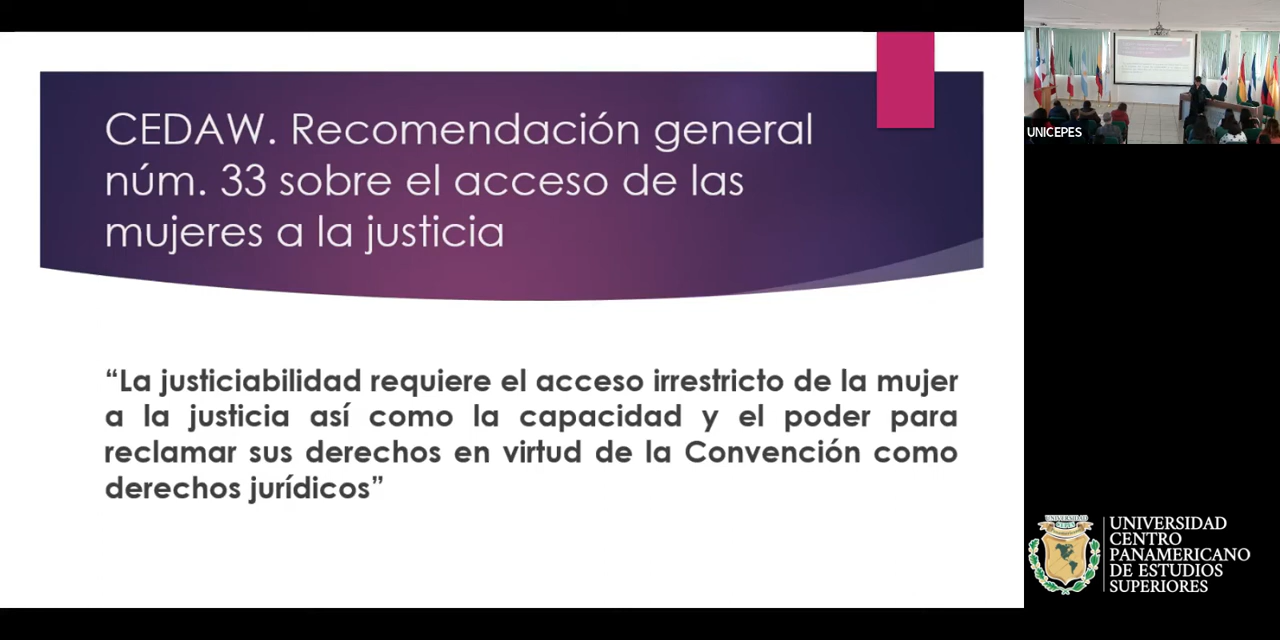 CEDAW. Recomendación general
núm. 33 sobre el acceso de las
mujeres a la justicia
“La justiciabilidad requiere el acceso irrestricto de la mujer
a la justicia así como la capacidad y el poder para
reclamar sus derechos en virtud de la Convención como
derechos jurídicos”
UNICEPES
UNIVERSIDAD
CENTRO
PANAMERICANO
DE ESTUDIOS
SUPERIORES